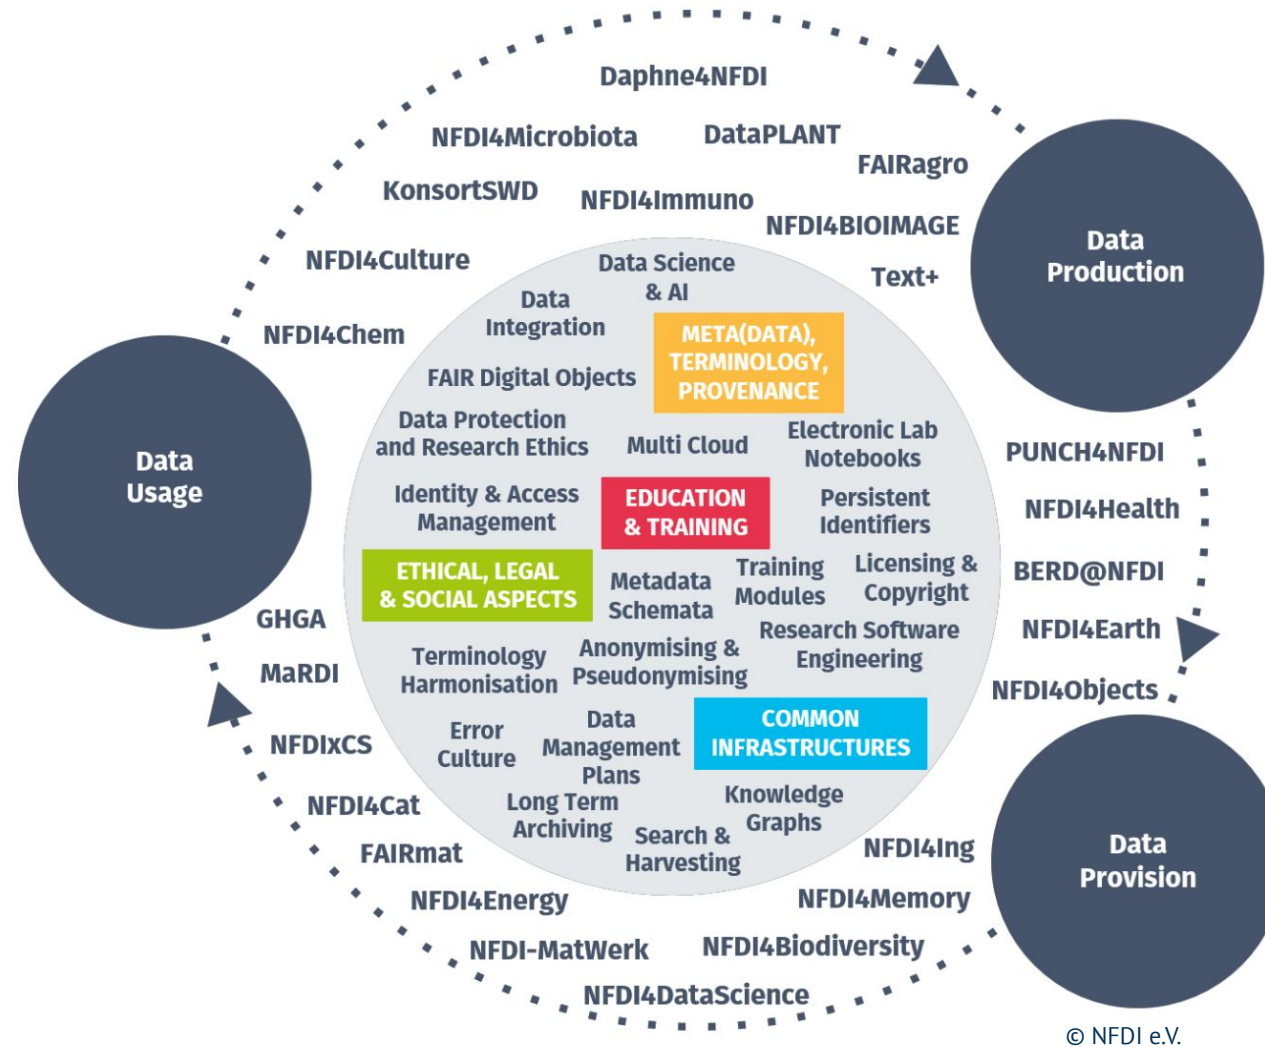 Daphne4NFDI
NFDI4Microbiota
DataPLANT
FAIRagro
KonsortSWD
NFDI4Immuno
NFDI4BIOIMAGE
NFDI4Culture
Text+
NFDI4Chem
Data
Production
Data
Usage
Data Science
& AI
Data
Integration
META(DATA),
TERMINOLOGY,
PROVENANCE
FAIR Digital Objects
Data Protection
and Research Ethics
Multi Cloud
Electronic Lab
Notebooks
Identity & Access
Management
EDUCATION
& TRAINING
Persistent
Identifiers
ETHICAL, LEGAL
& SOCIAL ASPECTS
Metadata
Schemata
Training
Modules
Licensing &
Copyright
Terminology
Harmonisation
Anonymising &
Pseudonymising
Research Software
Engineering
Error
Culture
Data
Management
Plans
COMMON
INFRASTRUCTURES
Long Term
Archiving
Search &
Harvesting
Knowledge
Graphs
PUNCH4NFDI
NFDI4Health
BERD@NFDI
NFDI4Earth
NFDI4Objects
Data
Provision
GHGA
MaRDI
NFDIxCS
NFDI4Cat
FAIRmat
NFDI4Energy
NFDI-MatWerk
NFDI4DataScience
NFDI4Biodiversity
NFDI4Memory
NFDI4Ing
© NFDI e.V.